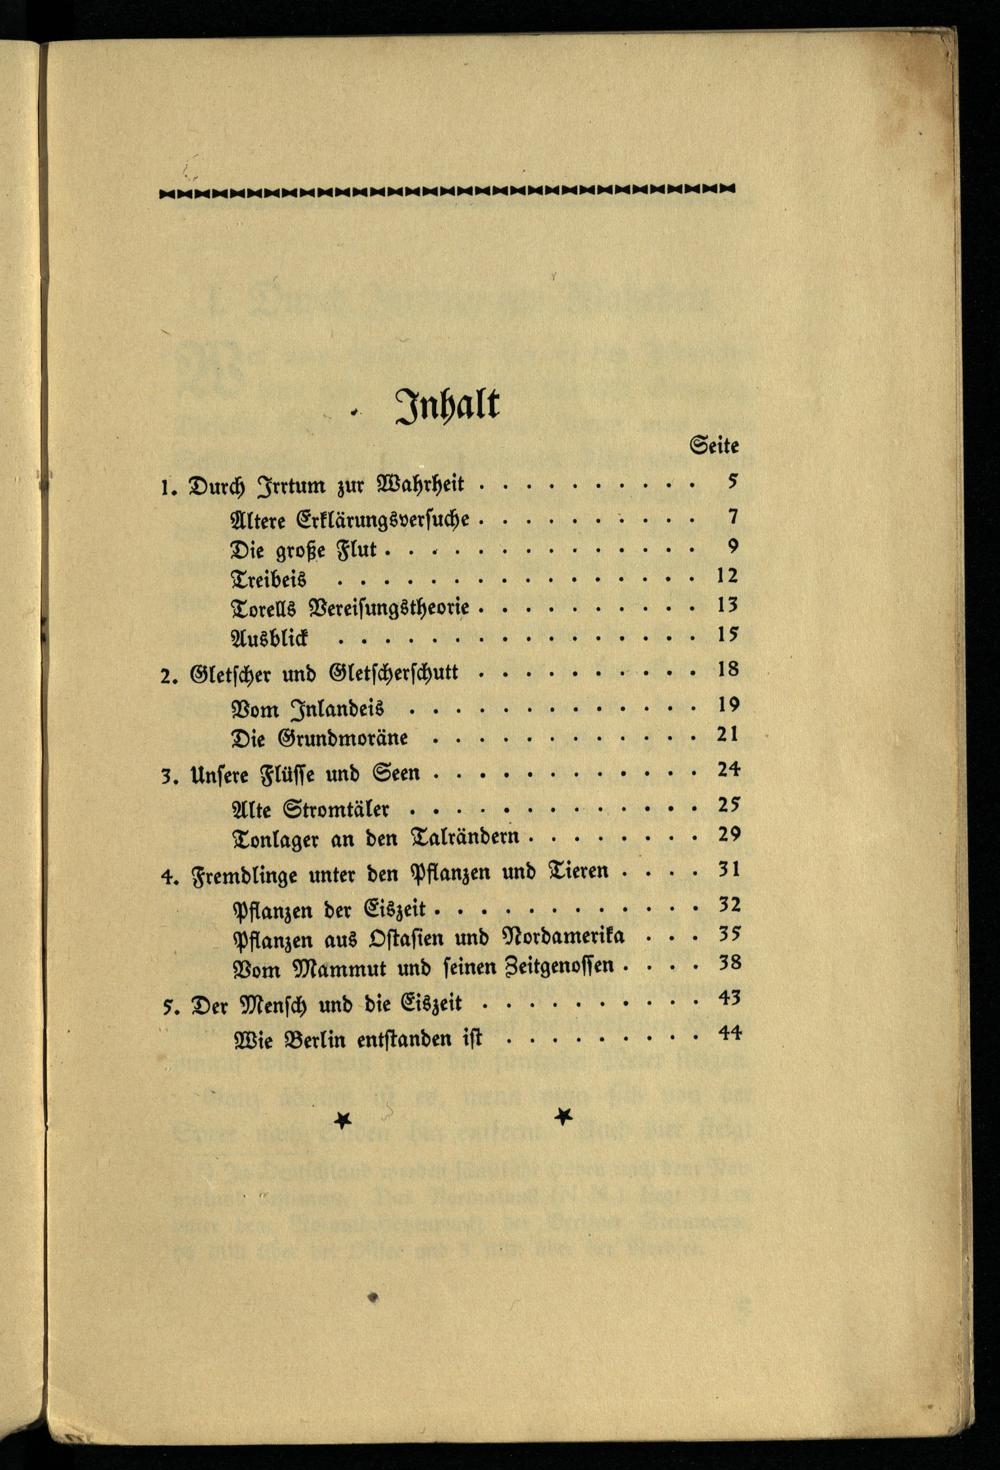 Inhalt
Seite
1. Durch Irrtum zur Wahrheit . . . . . . . . . . 5
Ältere Erklärungsversuche . . . . . . . . . . 7
Die große Flut . . . . . . . . . . . . . . 9
Treibeis . . . . . . . . . . . . . . . . 12
Torells Vereisungstheorie . . . . . . . . . . 13
Ausblick . . . . . . . . . . . . . . . . 15
2. Gletscher und Gletscherschutt . . . . . . . . . . 18
Vom Inlandeis . . . . . . . . . . . . . 19
Die Grundmoräne . . . . . . . . . . . . 21
3. Unsere Flüsse und Seen . . . . . . . . . . . . 24
Alte Stromtäler . . . . . . . . . . . . . 25
Tonlager an den Talrändern . . . . . . . . 29
4. Fremdlinge unter den Pflanzen und Tieren . . . . 31
Pflanzen der Eiszeit . . . . . . . . . . . . 32
Pflanzen aus Ostasien und Nordamerika . . . 35
Vom Mammut und seinen Zeitgenossen . . . . 38
5. Der Mensch und die Eiszeit . . . . . . . . . . 43
Wie Berlin entstanden ist . . . . . . . . . 44